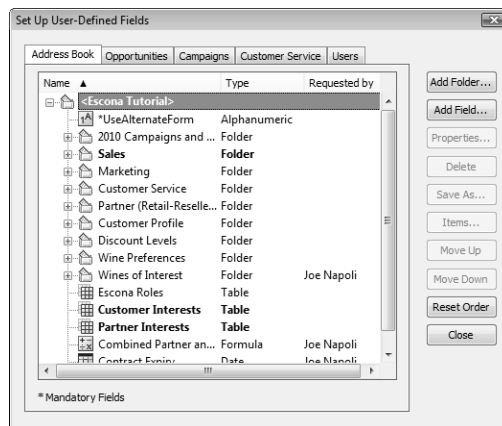 Set Up User-Defined Fields
Address Book Opportunities Campaigns Customer Service Users
Name Type Requested by
<Escona Tutorial>
*UseAlternateForm Alphanumeric
2010 Campaigns and ... Folder
Sales Folder
Marketing Folder
Customer Service Folder
Partner (Retail-Reselle... Folder
Customer Profile Folder
Discount Levels Folder
Wine Preferences Folder
Wines of Interest Folder Joe Napoli
Escona Roles Table
Customer Interests Table
Partner Interests Table
Combined Partner an... Formula Joe Napoli
Contract Expiry Date Joe Napoli
* Mandatory Fields
Add Folder...
Add Field...
Properties...
Delete
Save As...
Items...
Move Up
Move Down
Reset Order
Close